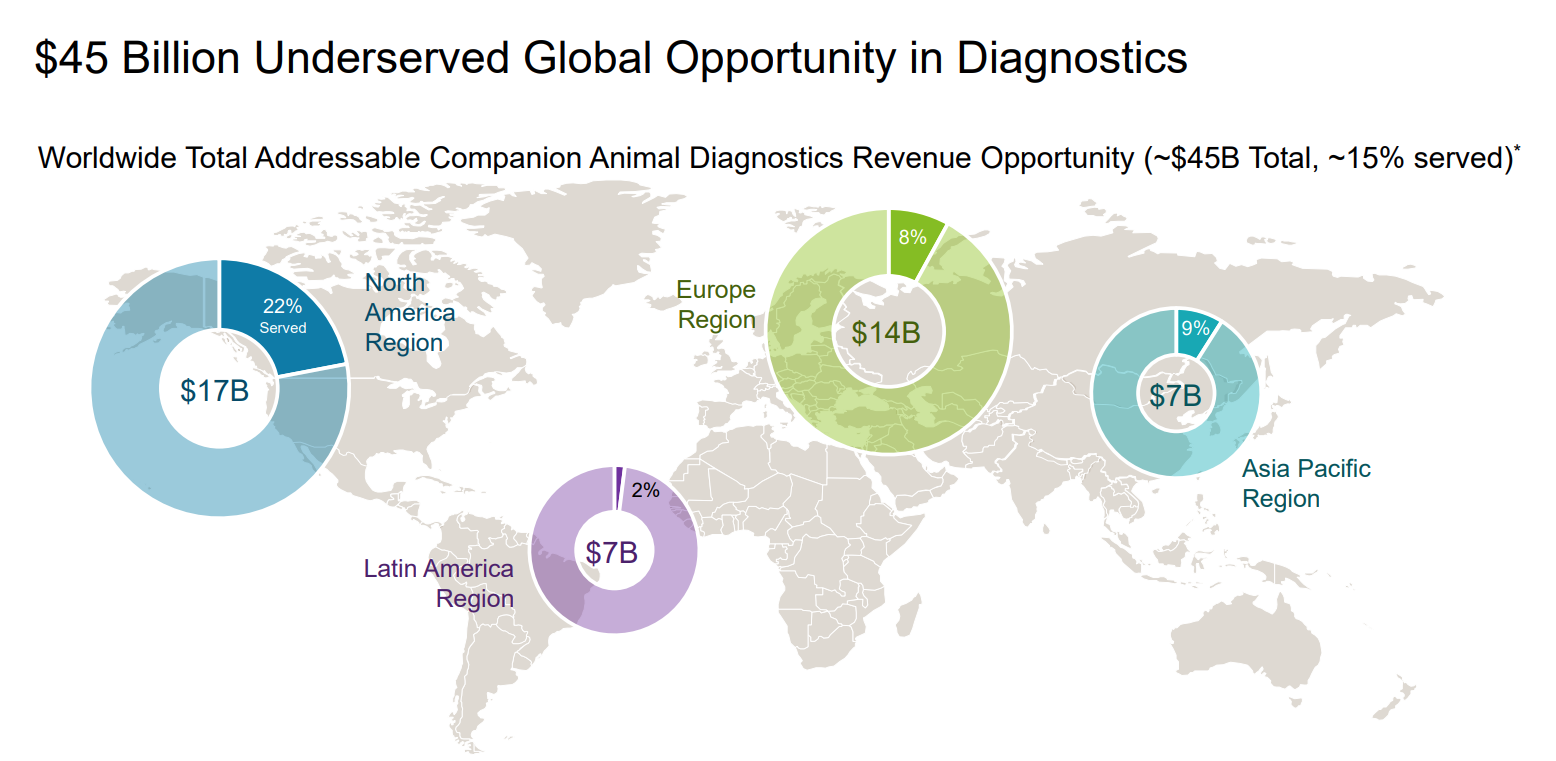 $45 Billion Underserved Global Opportunity in Diagnostics
Worldwide Total Addressable Companion Animal Diagnostics Revenue Opportunity (~$45B Total, ~15% served)*
22%
Served
$17B
North
America
Region
8%
Europe
Region
$14B
9%
$7B
Asia Pacific
Region
2%
$7B
Latin America
Region